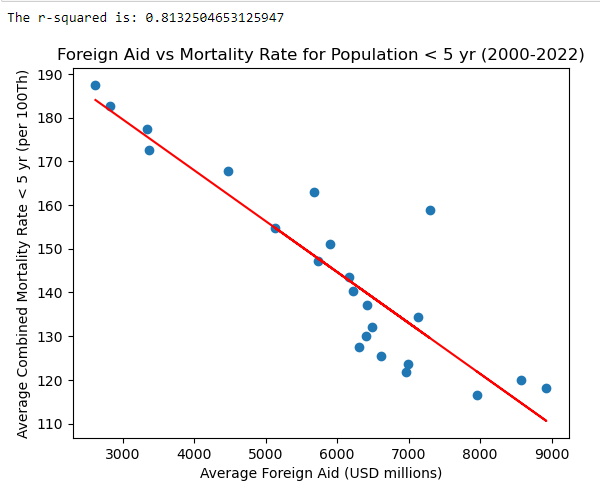 The r-squared is: 0.8132504653125947
Foreign Aid vs Mortality Rate for Population < 5 yr (2000-2022)
Average Combined Mortality Rate < 5 yr (per 100Th)
190
180
170
160
150
140
130
120
110
3000 4000 5000 6000 7000 8000 9000
Average Foreign Aid (USD millions)